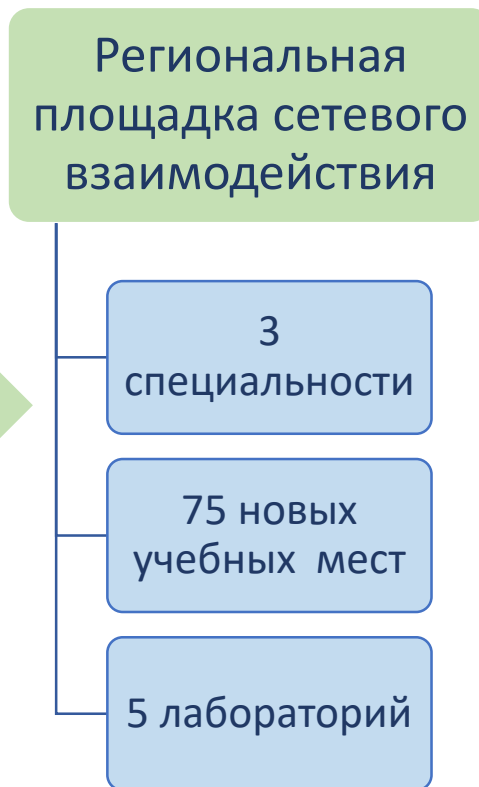 Региональная
площадка сетевого
взаимодействия
3
специальности
75 новых
учебных мест
5 лабораторий